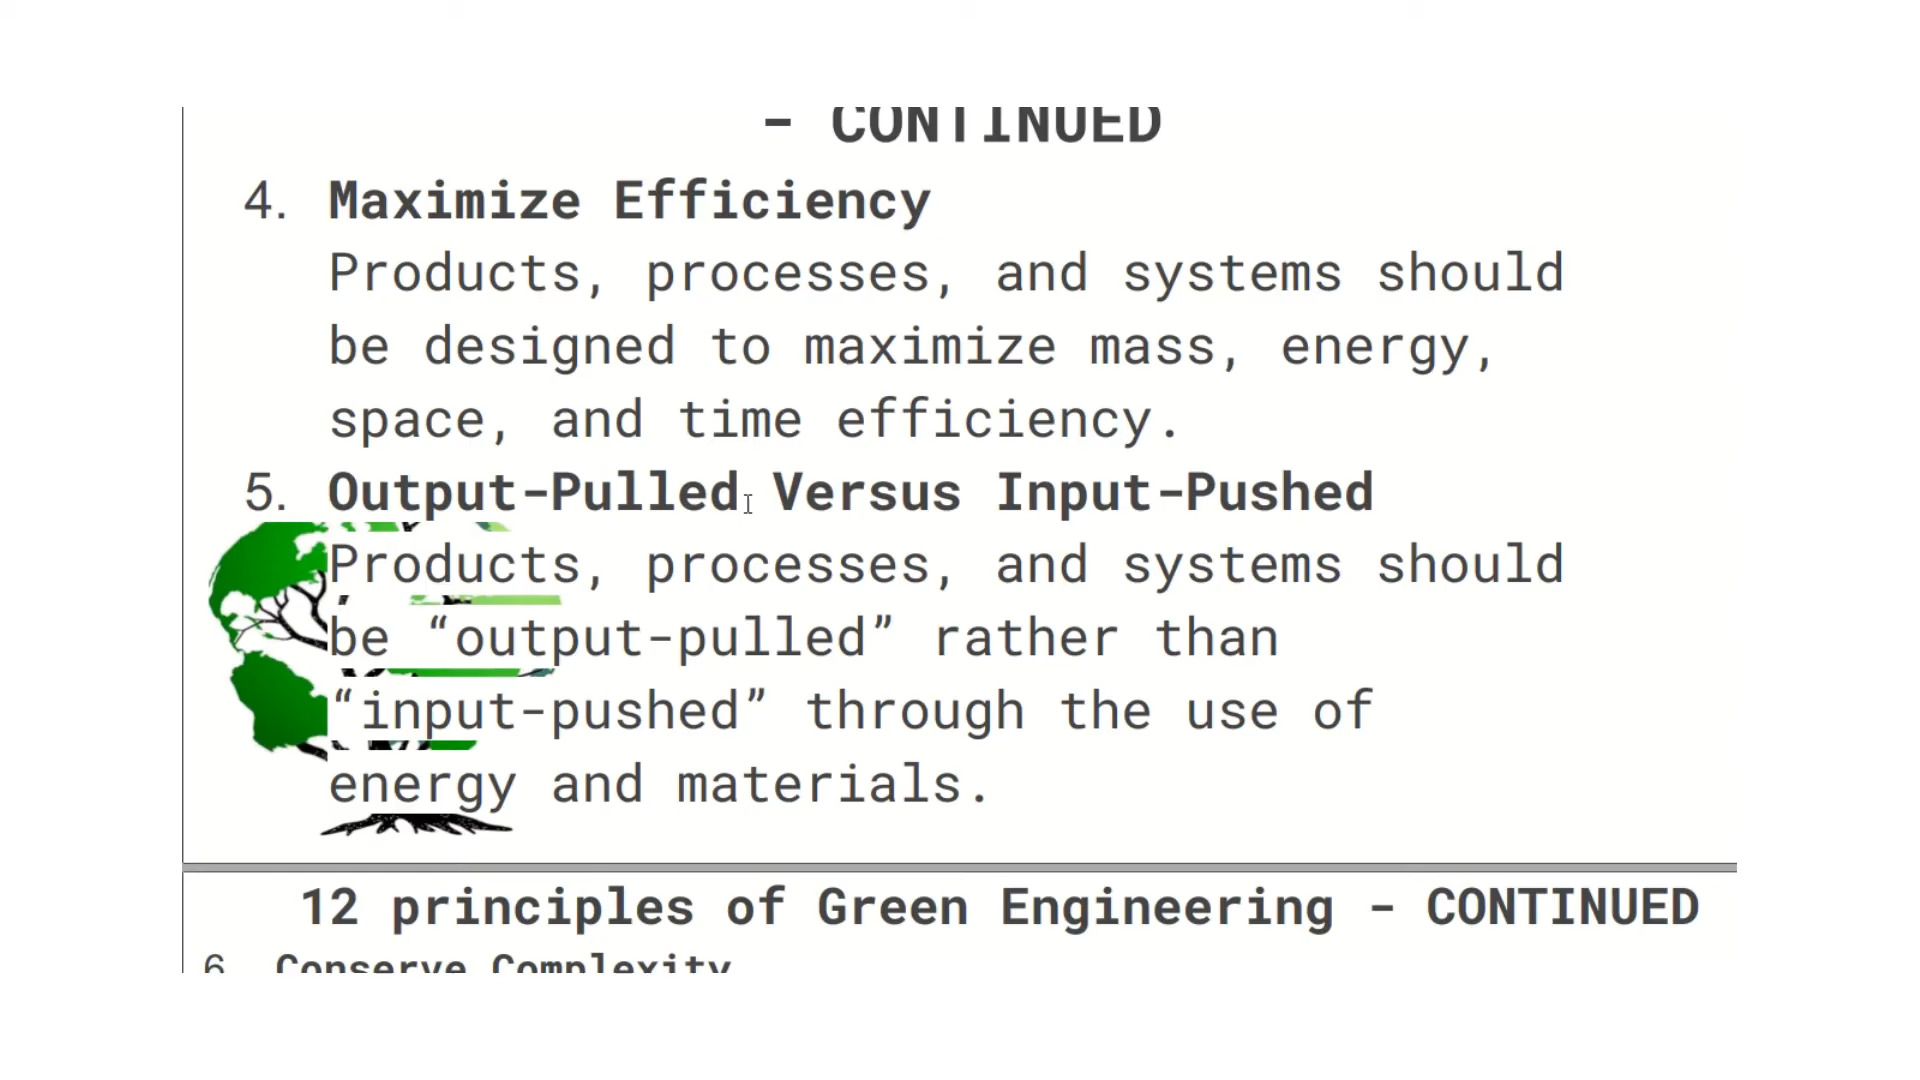 - CONTINUED
4. Maximize Efficiency
Products, processes, and systems should
be designed to maximize mass, energy,
space, and time efficiency.
5. Output-Pulled Versus Input-Pushed
Products, processes, and systems should
be “output-pulled” rather than
“input-pushed” through the use of
energy and materials.
12 principles of Green Engineering - CONTINUED
6 Conserve Complexity